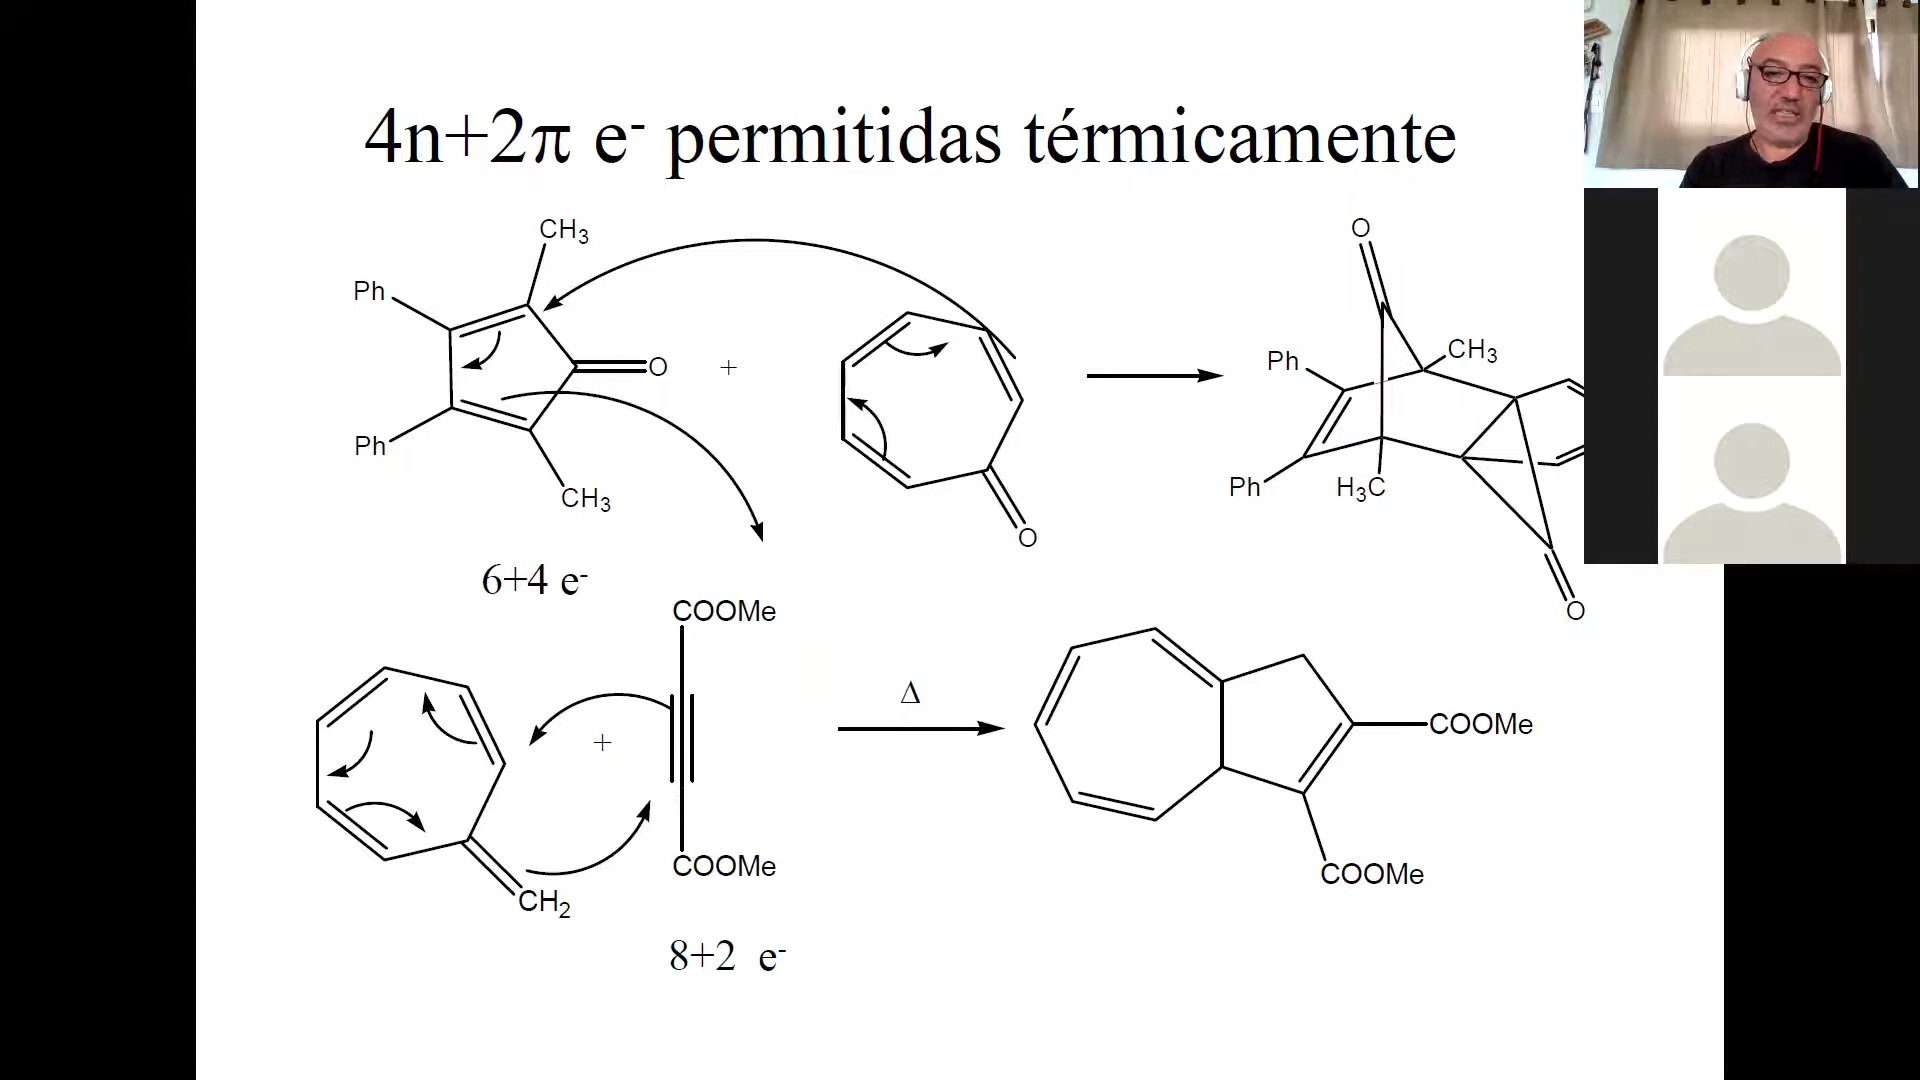 4n+2π e⁻ permitidas térmicamente
CH₃
Ph
O
Ph
CH₃
+
O
O
CH₃
Ph
Ph
H₃C
O
6+4 e⁻
COOMe
+
COOMe
CH₂
Δ
COOMe
COOMe
8+2 e⁻